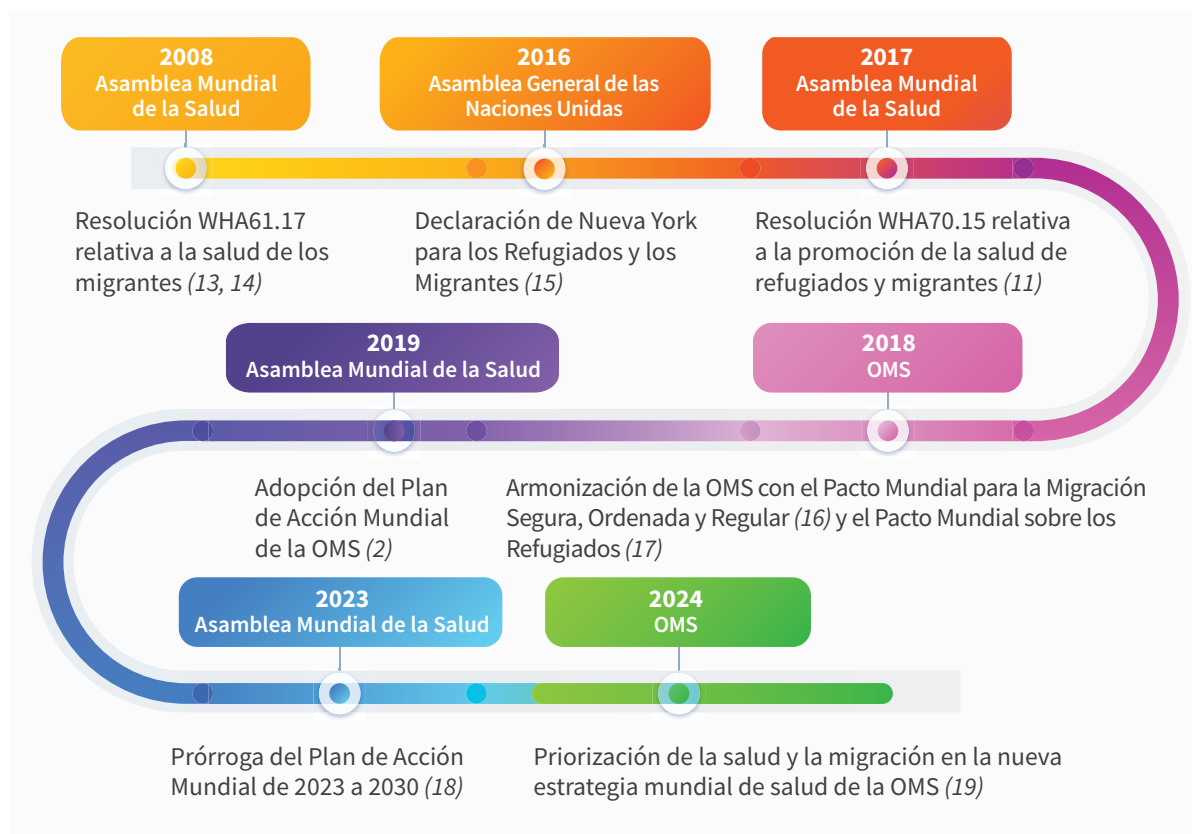 2008
Asamblea Mundial
de la Salud
Resolución WHA61.17
relativa a la salud de los
migrantes (13, 14)
2016
Asamblea General de las
Naciones Unidas
Declaración de Nueva York
para los Refugiados y los
Migrantes (15)
2017
Asamblea Mundial
de la Salud
Resolución WHA70.15 relativa
a la promoción de la salud de
refugiados y migrantes (11)
2018
OMS
Armonización de la OMS con el Pacto Mundial para la Migración
Segura, Ordenada y Regular (16) y el Pacto Mundial sobre los
Refugiados (17)
2019
Asamblea Mundial de la Salud
Adopción del Plan
de Acción Mundial
de la OMS (2)
2023
Asamblea Mundial de la Salud
Prórroga del Plan de Acción
Mundial de 2023 a 2030 (18)
2024
OMS
Priorización de la salud y la migración en la nueva
estrategia mundial de salud de la OMS (19)